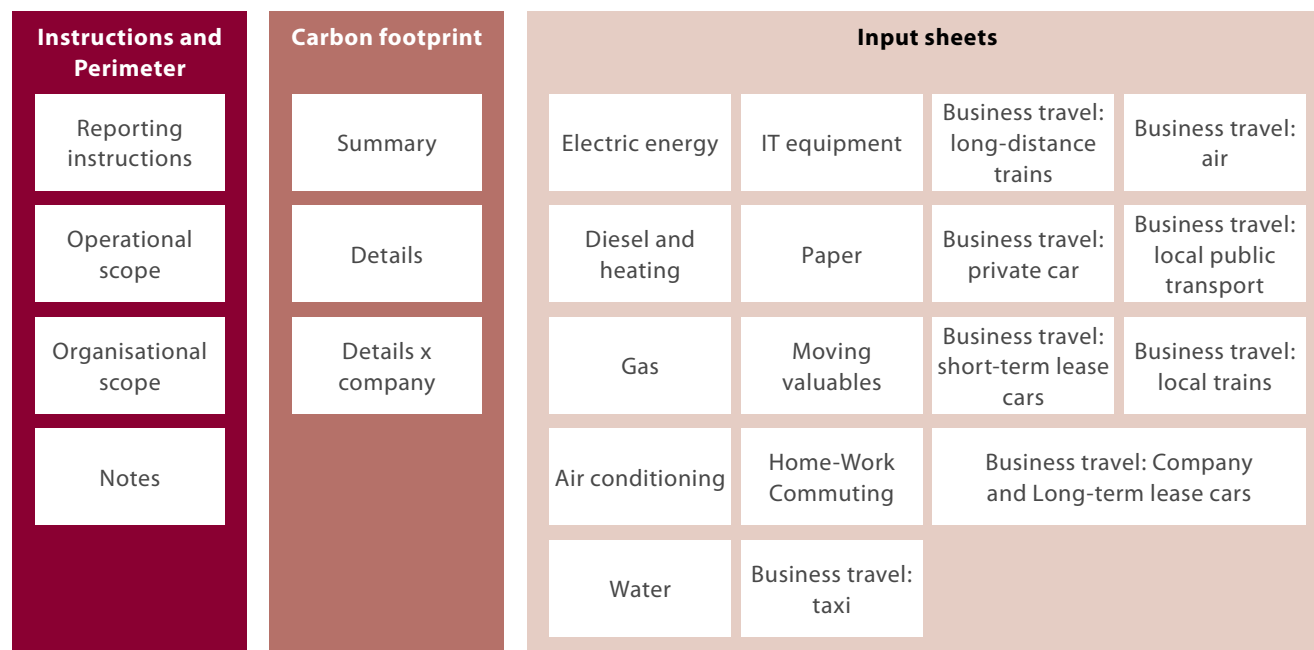 Instructions and
Perimeter
Reporting
instructions
Operational
scope
Organisational
scope
Notes
Carbon footprint
Summary
Details
Details x
company
Input sheets
Electric energy
IT equipment
Business travel:
long-distance
trains
Business travel:
air
Diesel and
heating
Paper
Business travel:
private car
Business travel:
local public
transport
Gas
Moving
valuables
Business travel:
short-term lease
cars
Business travel:
local trains
Air conditioning
Home-Work
Commuting
Business travel: Company
and Long-term lease cars
Water
Business travel:
taxi